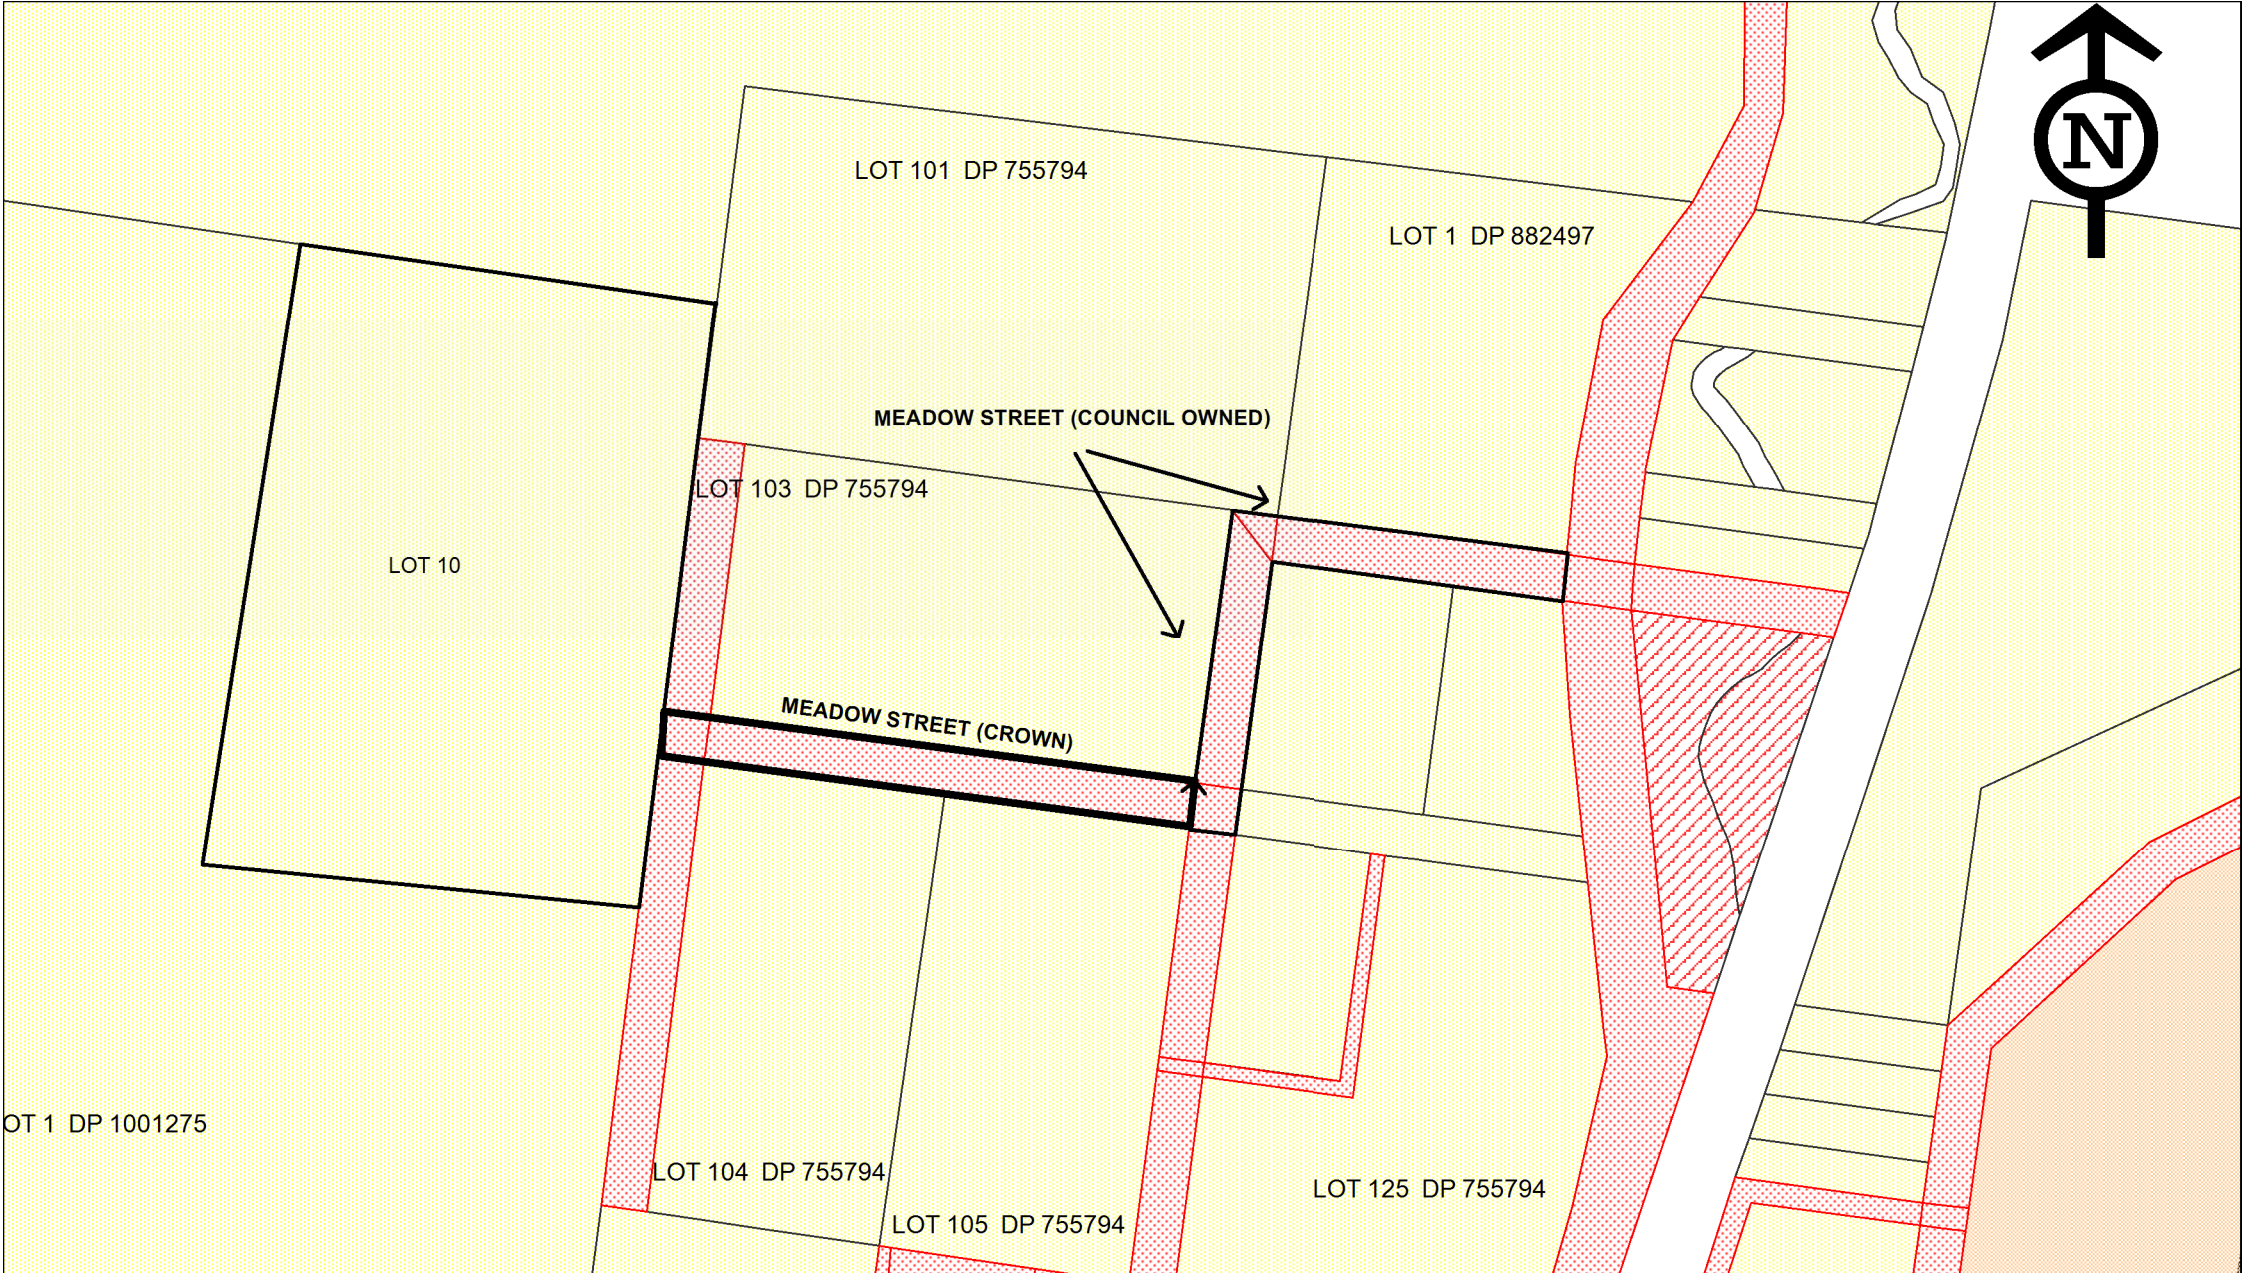 N
LOT 101 DP 755794
LOT 1 DP 882497
MEADOW STREET (COUNCIL OWNED)
LOT 103 DP 755794
LOT 10
MEADOW STREET (CROWN)
OT 1 DP 1001275
LOT 104 DP 755794
LOT 125 DP 755794
LOT 105 DP 755794